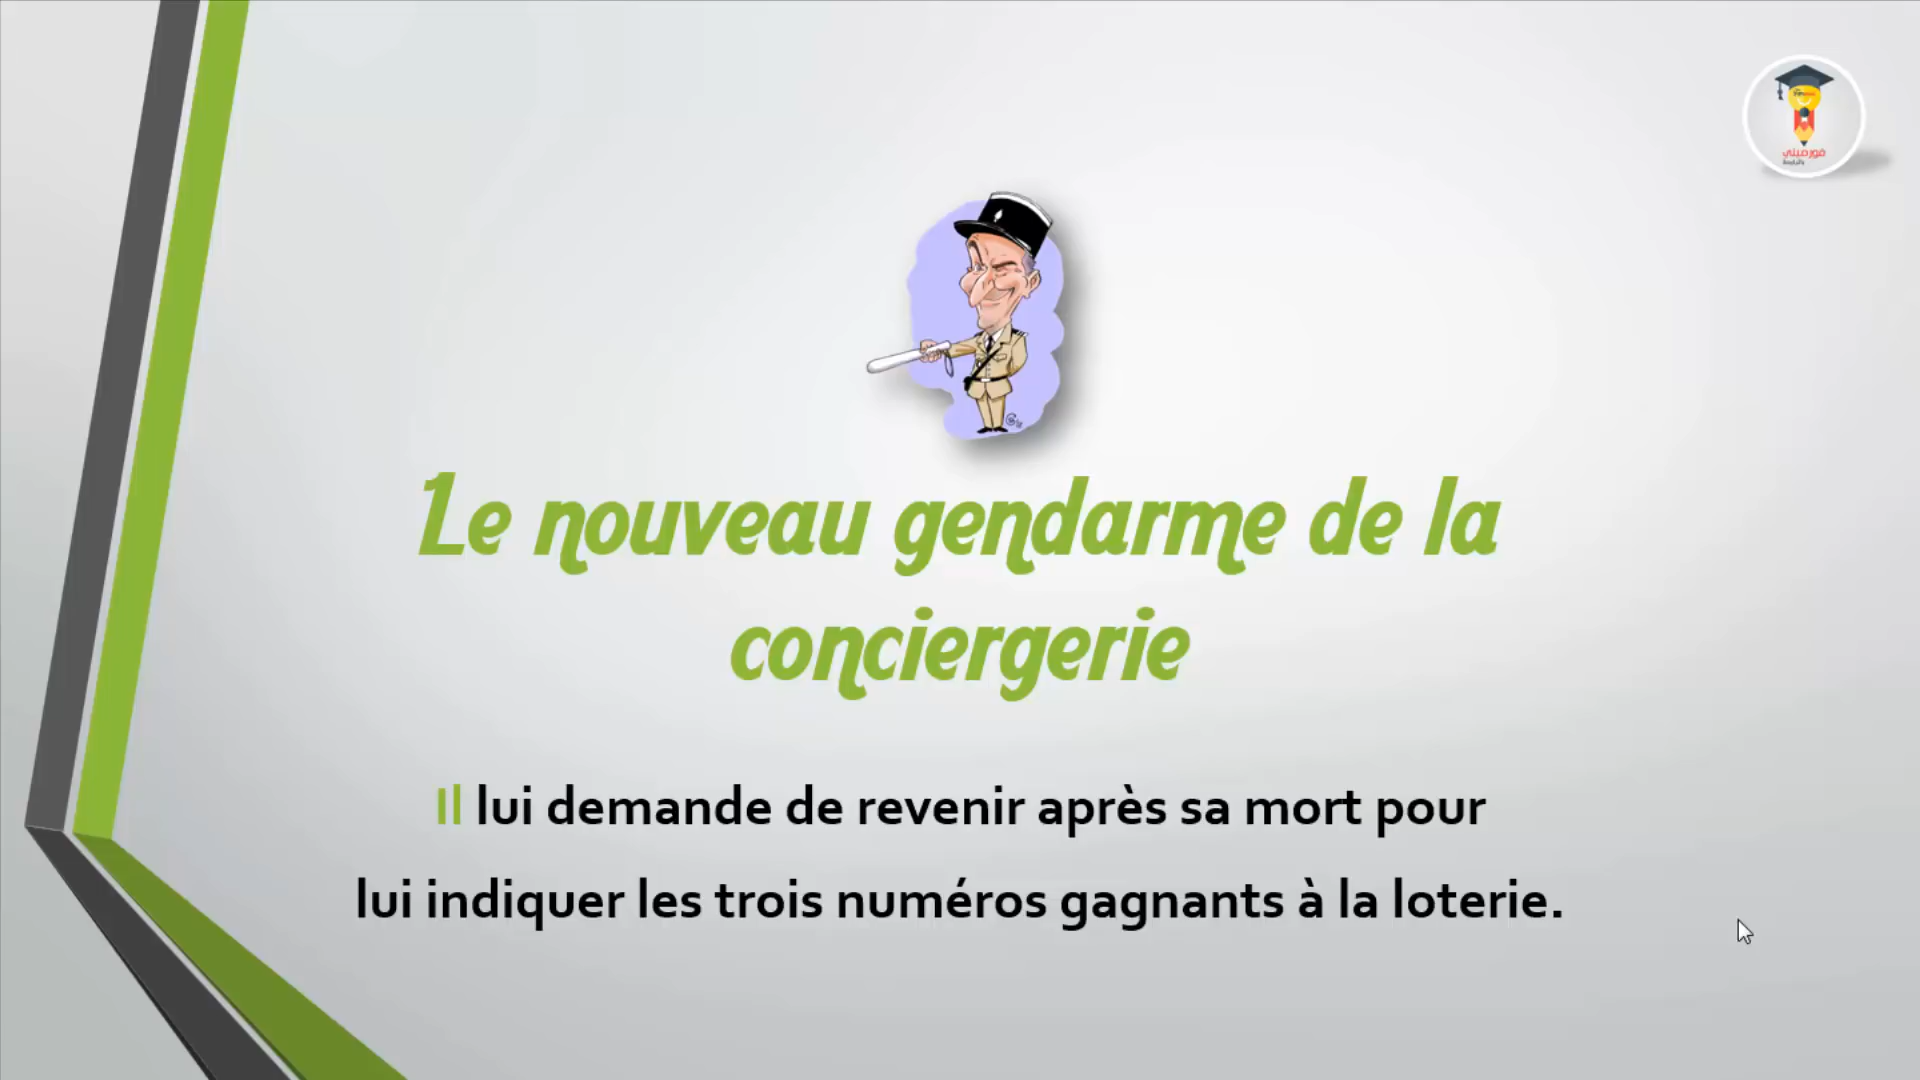 فورميني
Le nouveau gendarme de la
conciergerie
Il lui demande de revenir après sa mort pour
lui indiquer les trois numéros gagnants à la loterie.